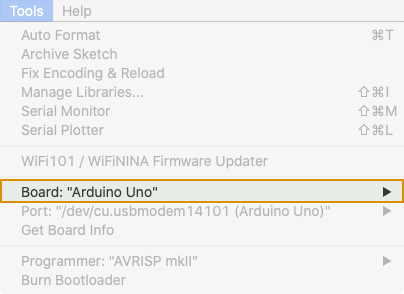 Tools Help
Auto Format ⌘T
Archive Sketch
Fix Encoding & Reload
Manage Libraries... ⇧⌘I
Serial Monitor ⇧⌘M
Serial Plotter ⇧⌘L
WiFi101 / WiFiNINA Firmware Updater
Board: "Arduino Uno" ▶
Port: "/dev/cu.usbmodem14101 (Arduino Uno)" ▶
Get Board Info
Programmer: "AVRISP mkII" ▶
Burn Bootloader